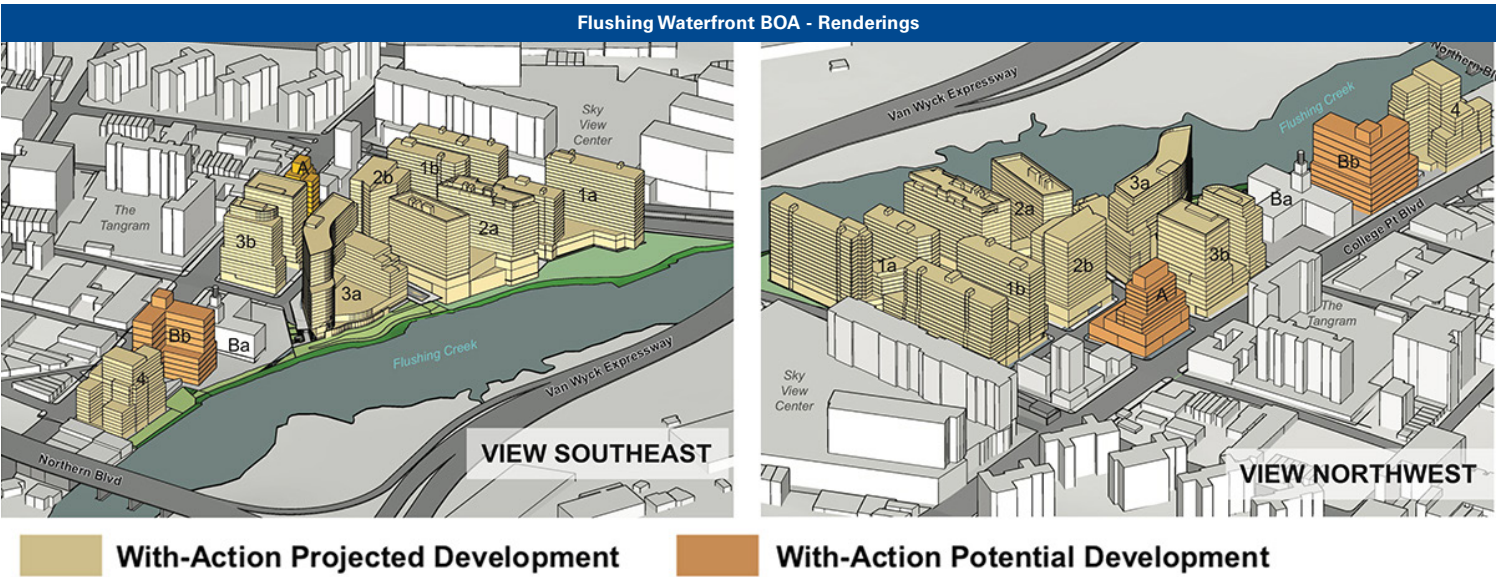 Flushing Waterfront BOA - Renderings
Sky
View
Center
A
1b
2b
1a
The
Tangram
3b
2a
3a
Bb
Ba
4
Flushing Creek
Van Wyck Expressway
Northern Blvd
VIEW SOUTHEAST
Northern Blv
Van Wyck Expressway
Flushing Creek
4
Bb
3a
Ba
2a
College Pt Blvd
3b
1a
2b
1b
A
The
Tangram
Sky
View
Center
VIEW NORTHWEST
With-Action Projected Development
With-Action Potential Development